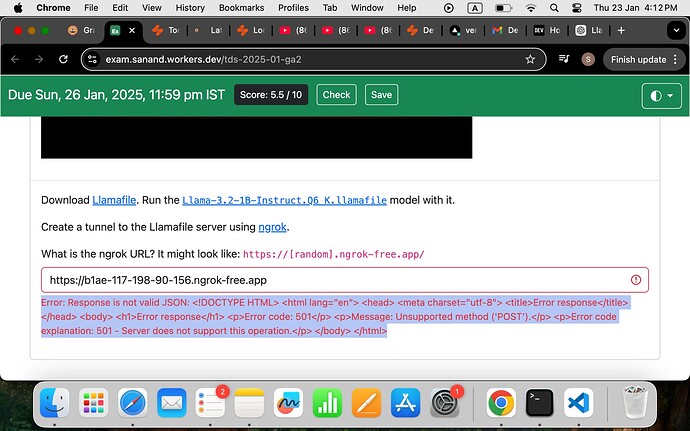 Chrome File Edit View History Bookmarks Profiles Tab Window Help A Thu 23 Jan 4:12 PM
Gra Too Lat Loc (86 (86 (86 De ver M De DEV Ho Lla
exam.sanand.workers.dev/tds-2025-01-ga2 S Finish update
Due Sun, 26 Jan, 2025, 11:59 pm IST Score: 5.5 / 10 Check Save
Download Llamafile. Run the Llama-3.2-1B-Instruct.Q6_K.llamafile model with it.
Create a tunnel to the Llamafile server using ngrok.
What is the ngrok URL? It might look like: https://[random].ngrok-free.app/
https://b1ae-117-198-90-156.ngrok-free.app
Error: Response is not valid JSON: <!DOCTYPE HTML> <html lang="en"> <head> <meta charset="utf-8"> <title>Error response</title>
</head> <body> <h1>Error response</h1> <p>Error code: 501</p> <p>Message: Unsupported method ('POST').</p> <p>Error code
explanation: 501 - Server does not support this operation.</p> </body> </html>
2 1